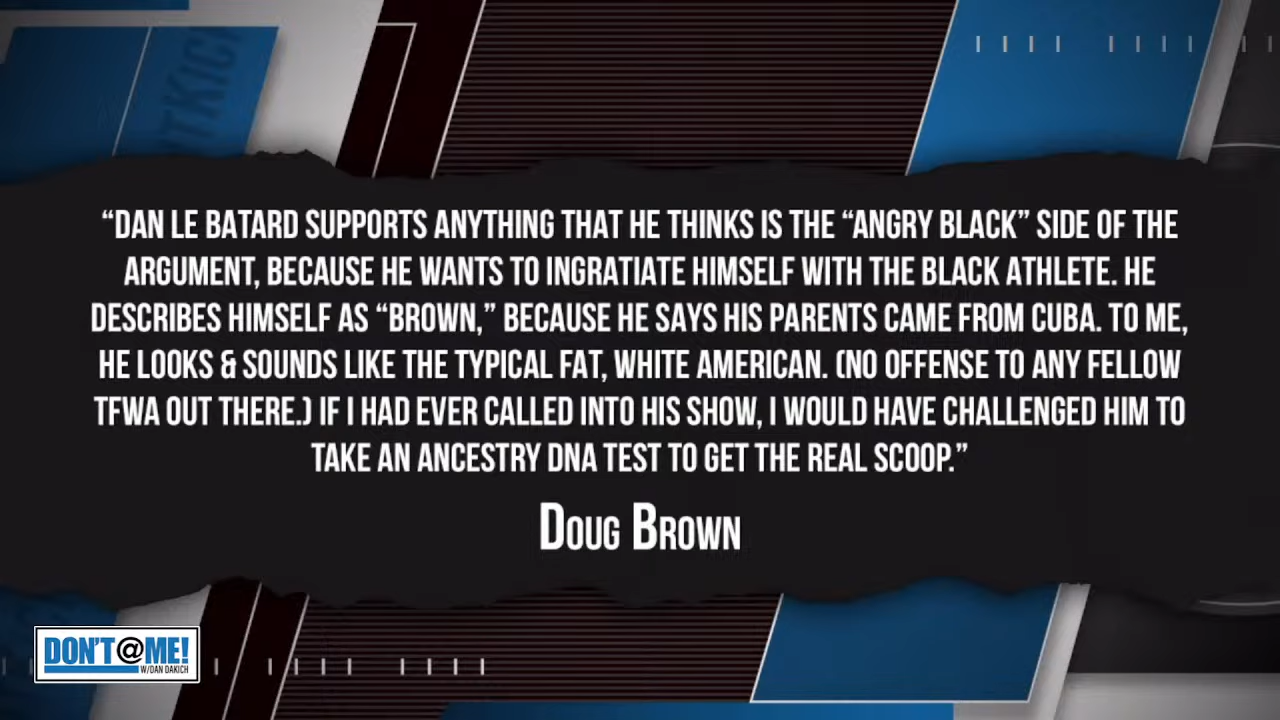 TKICK
“DAN LE BATARD SUPPORTS ANYTHING THAT HE THINKS IS THE “ANGRY BLACK” SIDE OF THE
ARGUMENT, BECAUSE HE WANTS TO INGRATIATE HIMSELF WITH THE BLACK ATHLETE. HE
DESCRIBES HIMSELF AS “BROWN,” BECAUSE HE SAYS HIS PARENTS CAME FROM CUBA. TO ME,
HE LOOKS & SOUNDS LIKE THE TYPICAL FAT, WHITE AMERICAN. (NO OFFENSE TO ANY FELLOW
TFWA OUT THERE.) IF I HAD EVER CALLED INTO HIS SHOW, I WOULD HAVE CHALLENGED HIM TO
TAKE AN ANCESTRY DNA TEST TO GET THE REAL SCOOP.”
DOUG BROWN
DON'T @ ME!
W/DAN DAKICH